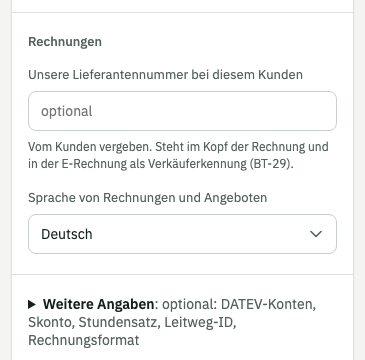 Rechnungen
Unsere Lieferantennummer bei diesem Kunden
optional
Vom Kunden vergeben. Steht im Kopf der Rechnung und
in der E-Rechnung als Verkäuferkennung (BT-29).
Sprache von Rechnungen und Angeboten
Deutsch
Weitere Angaben: optional: DATEV-Konten,
Skonto, Stundensatz, Leitweg-ID,
Rechnungsformat